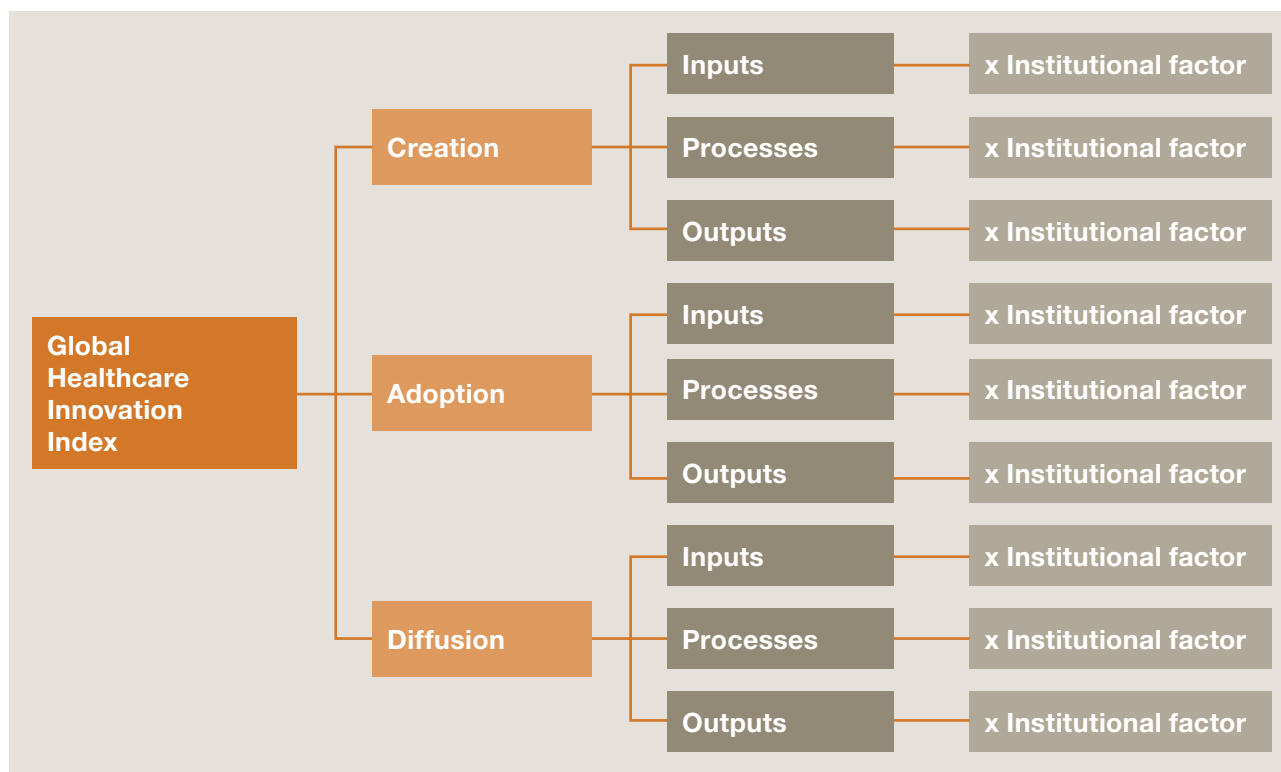 Global
Healthcare
Innovation
Index
Creation
Inputs
x Institutional factor
Processes
x Institutional factor
Outputs
x Institutional factor
Adoption
Inputs
x Institutional factor
Processes
x Institutional factor
Outputs
x Institutional factor
Diffusion
Inputs
x Institutional factor
Processes
x Institutional factor
Outputs
x Institutional factor